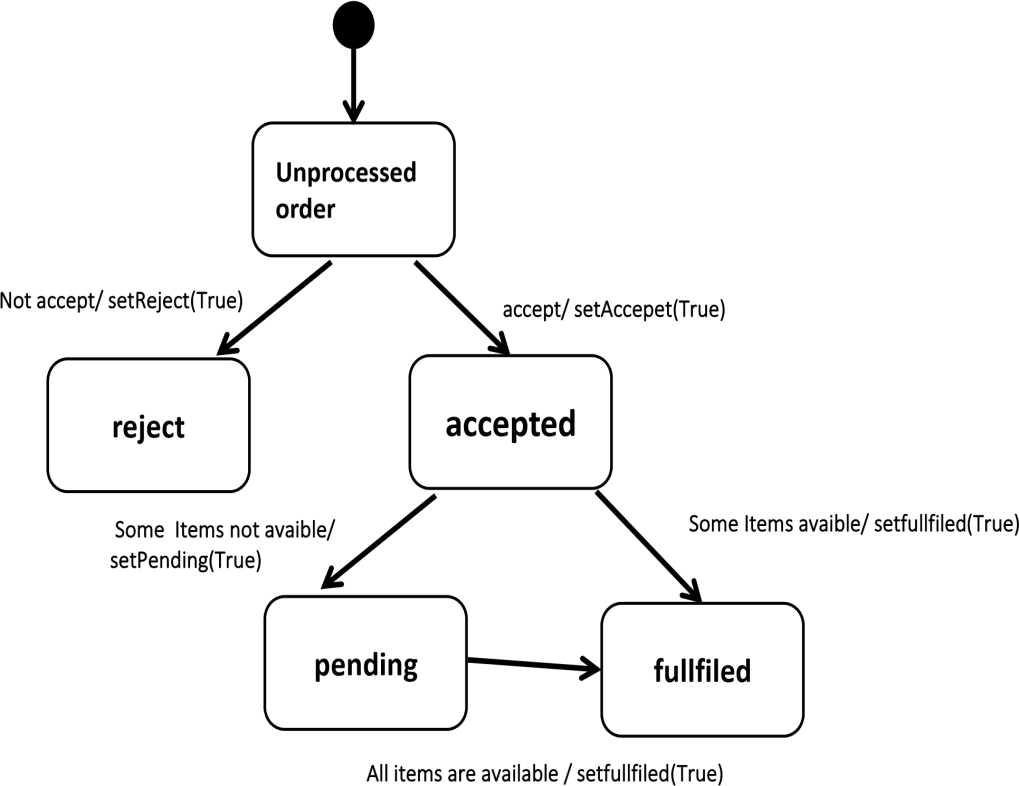 Unprocessed
order
Not accept/ setReject(True)
accept/ setAccepet(True)
reject
accepted
Some Items not avaible/
setPending(True)
Some Items avaible/ setfullfiled(True)
pending
fullfiled
All items are available / setfullfiled(True)